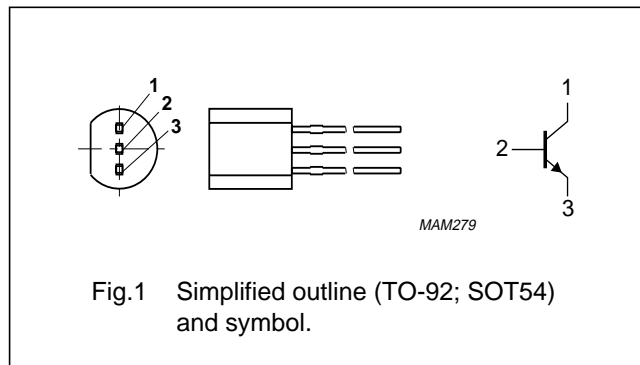 1
2
3
1
2
3
MAM279
Fig.1 Simplified outline (TO-92; SOT54)
and symbol.